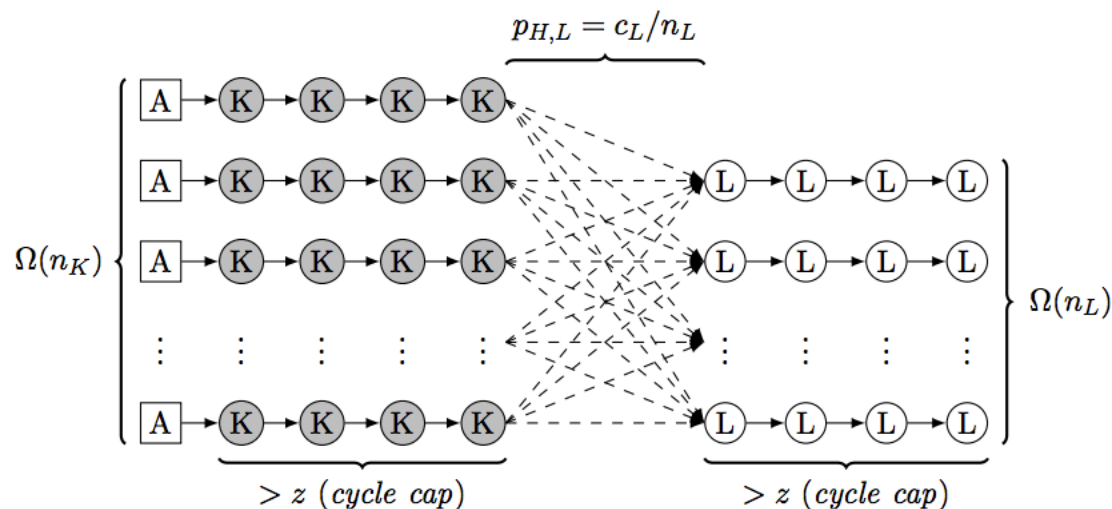 p_{H,L} = c_L/n_L
A K K K K
A K K K K L L L L
Ω(n_K) A K K K K L L L L Ω(n_L)
⋮ ⋮ ⋮ ⋮ ⋮ ⋮ ⋮ ⋮ ⋮
A K K K K L L L L
> z (cycle cap) > z (cycle cap)